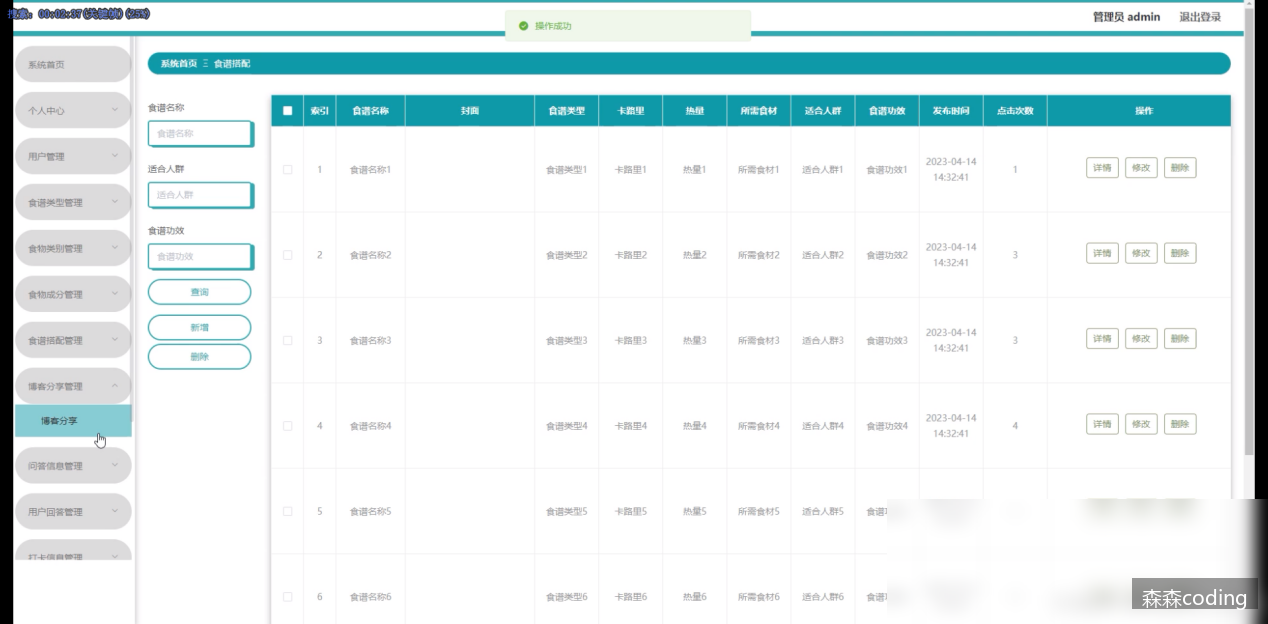 搜索: 00:02:37(关键帧)(25%)
操作成功
管理员 admin 退出登录
系统首页
个人中心
用户管理
食谱类型管理
食物类别管理
食物成分管理
食谱搭配管理
博客分享管理
博客分享
问答信息管理
用户回答管理
打卡信息管理
系统首页 Ξ 食谱搭配
食谱名称
食谱名称
适合人群
适合人群
食谱功效
食谱功效
查询
新增
删除
索引 食谱名称 封面 食谱类型 卡路里 热量 所需食材 适合人群 食谱功效 发布时间 点击次数 操作
1 食谱名称1 食谱类型1 卡路里1 热量1 所需食材1 适合人群1 食谱功效1 2023-04-14 14:32:41 1 详情 修改 删除
2 食谱名称2 食谱类型2 卡路里2 热量2 所需食材2 适合人群2 食谱功效2 2023-04-14 14:32:41 3 详情 修改 删除
3 食谱名称3 食谱类型3 卡路里3 热量3 所需食材3 适合人群3 食谱功效3 2023-04-14 14:32:41 3 详情 修改 删除
4 食谱名称4 食谱类型4 卡路里4 热量4 所需食材4 适合人群4 食谱功效4 2023-04-14 14:32:41 4 详情 修改 删除
5 食谱名称5 食谱类型5 卡路里5 热量5 所需食材5 适合人群5 食谱
6 食谱名称6 食谱类型6 卡路里6 热量6 所需食材6 适合人群6 食谱
森森coding